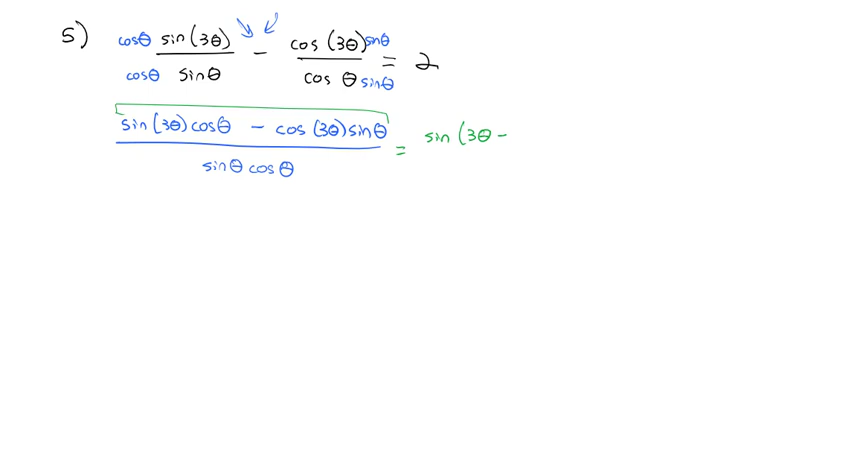 5) cosθ sin(3θ) / cosθ sinθ − cos(3θ) sinθ / cosθ sinθ = 2
sin(3θ)cosθ − cos(3θ)sinθ / sinθ cosθ = sin(3θ −